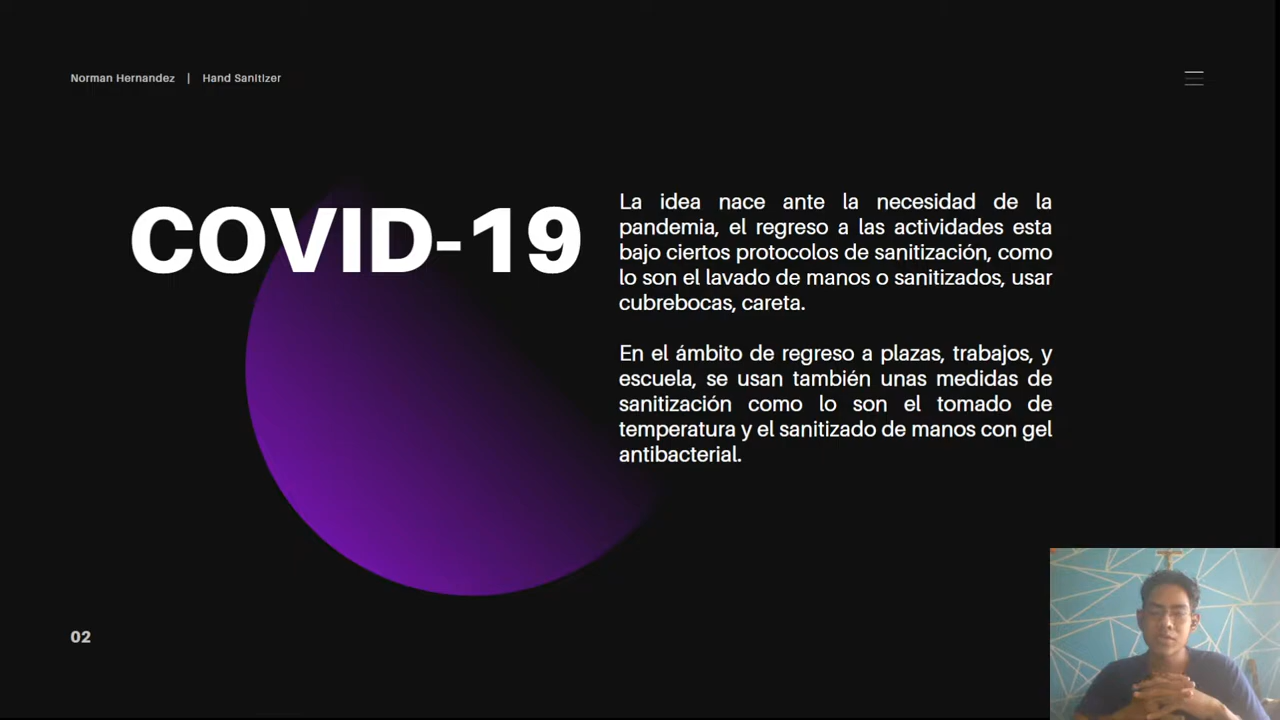 Norman Hernandez | Hand Sanitizer
COVID-19
La idea nace ante la necesidad de la
pandemia, el regreso a las actividades esta
bajo ciertos protocolos de sanitización, como
lo son el lavado de manos o sanitizados, usar
cubrebocas, careta.
En el ámbito de regreso a plazas, trabajos, y
escuela, se usan también unas medidas de
sanitización como lo son el tomado de
temperatura y el sanitizado de manos con gel
antibacterial.
02